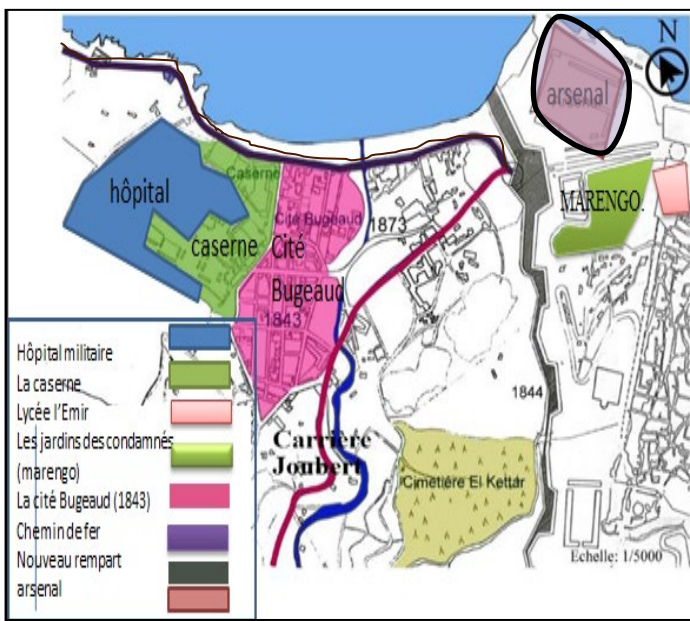 N
arsenal
hôpital
Caserne
caserne
MARENGO.
Cité Bugeaud
Cité
Bugeaud
1873
1843
1844
Carrière
Joubert
Cimetière El Kettar
Echelle: 1/5000
Hôpital militaire
La caserne
Lycée l'Emir
Les jardins des condamnés
(marengo)
La cité Bugeaud (1843)
Chemin de fer
Nouveau rempart
arsenal